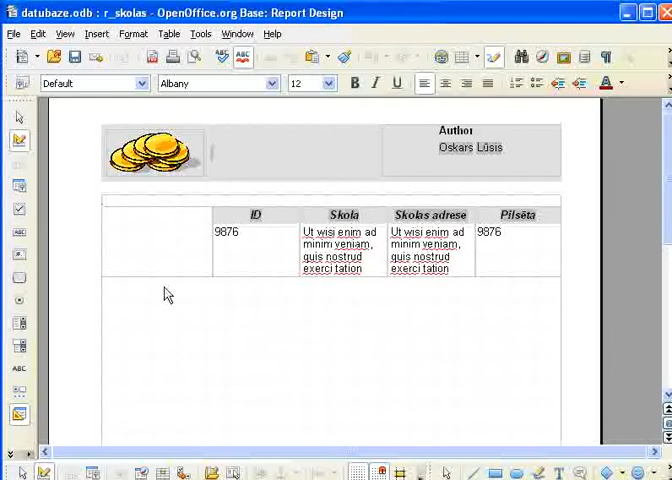 datubaze.odb : r_skolas - OpenOffice.org Base: Report Design
File Edit View Insert Format Table Tools Window Help
Default Albany 12 B I U A
Author
Oskars Lūsis
ID Skola Skolas adrese Pilsēta
9876 Ut wisi enim ad minim veniam, quis nostrud exerci tation Ut wisi enim ad minim veniam, quis nostrud exerci tation 9876
ABC